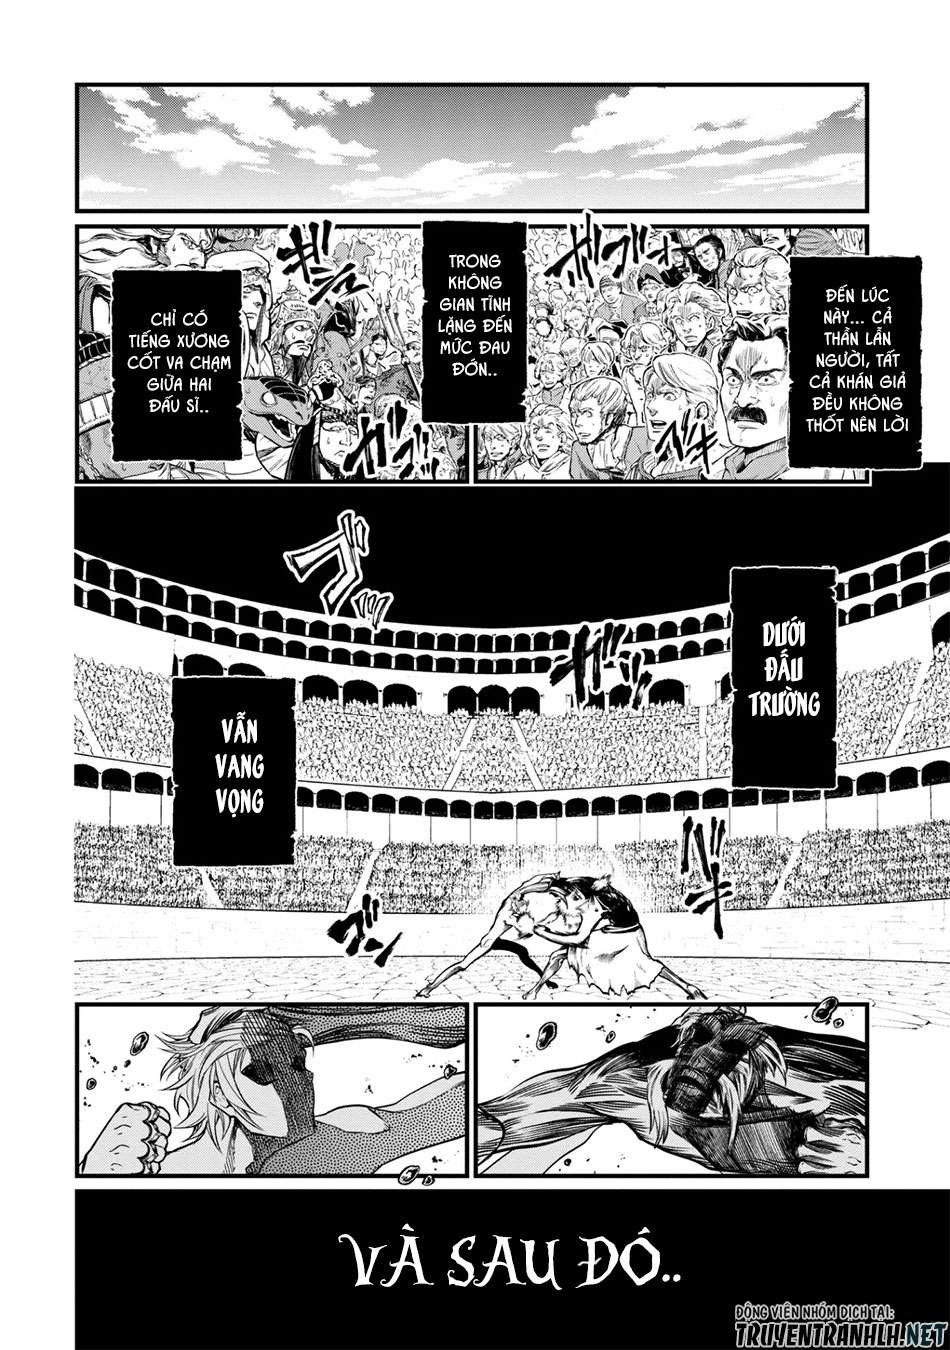 ĐẾN LÚC
NÀY... CẢ
THẦN LẪN
NGƯỜI, TẤT
CẢ KHÁN GIẢ
ĐỀU KHÔNG
THỐT NÊN LỜI
TRONG
KHÔNG
GIAN TĨNH
LẶNG ĐẾN
MỨC ĐAU
ĐỚN..
CHỈ CÓ
TIẾNG XƯƠNG
CỐT VA CHẠM
GIỮA HAI
ĐẤU SĨ..
DƯỚI
ĐẤU
TRƯỜNG
VẪN
VANG
VỌNG
VÀ SAU ĐÓ..
ĐỘNG VIÊN NHÓM DỊCH TẠI:
TRUYENTRANHLH.NET